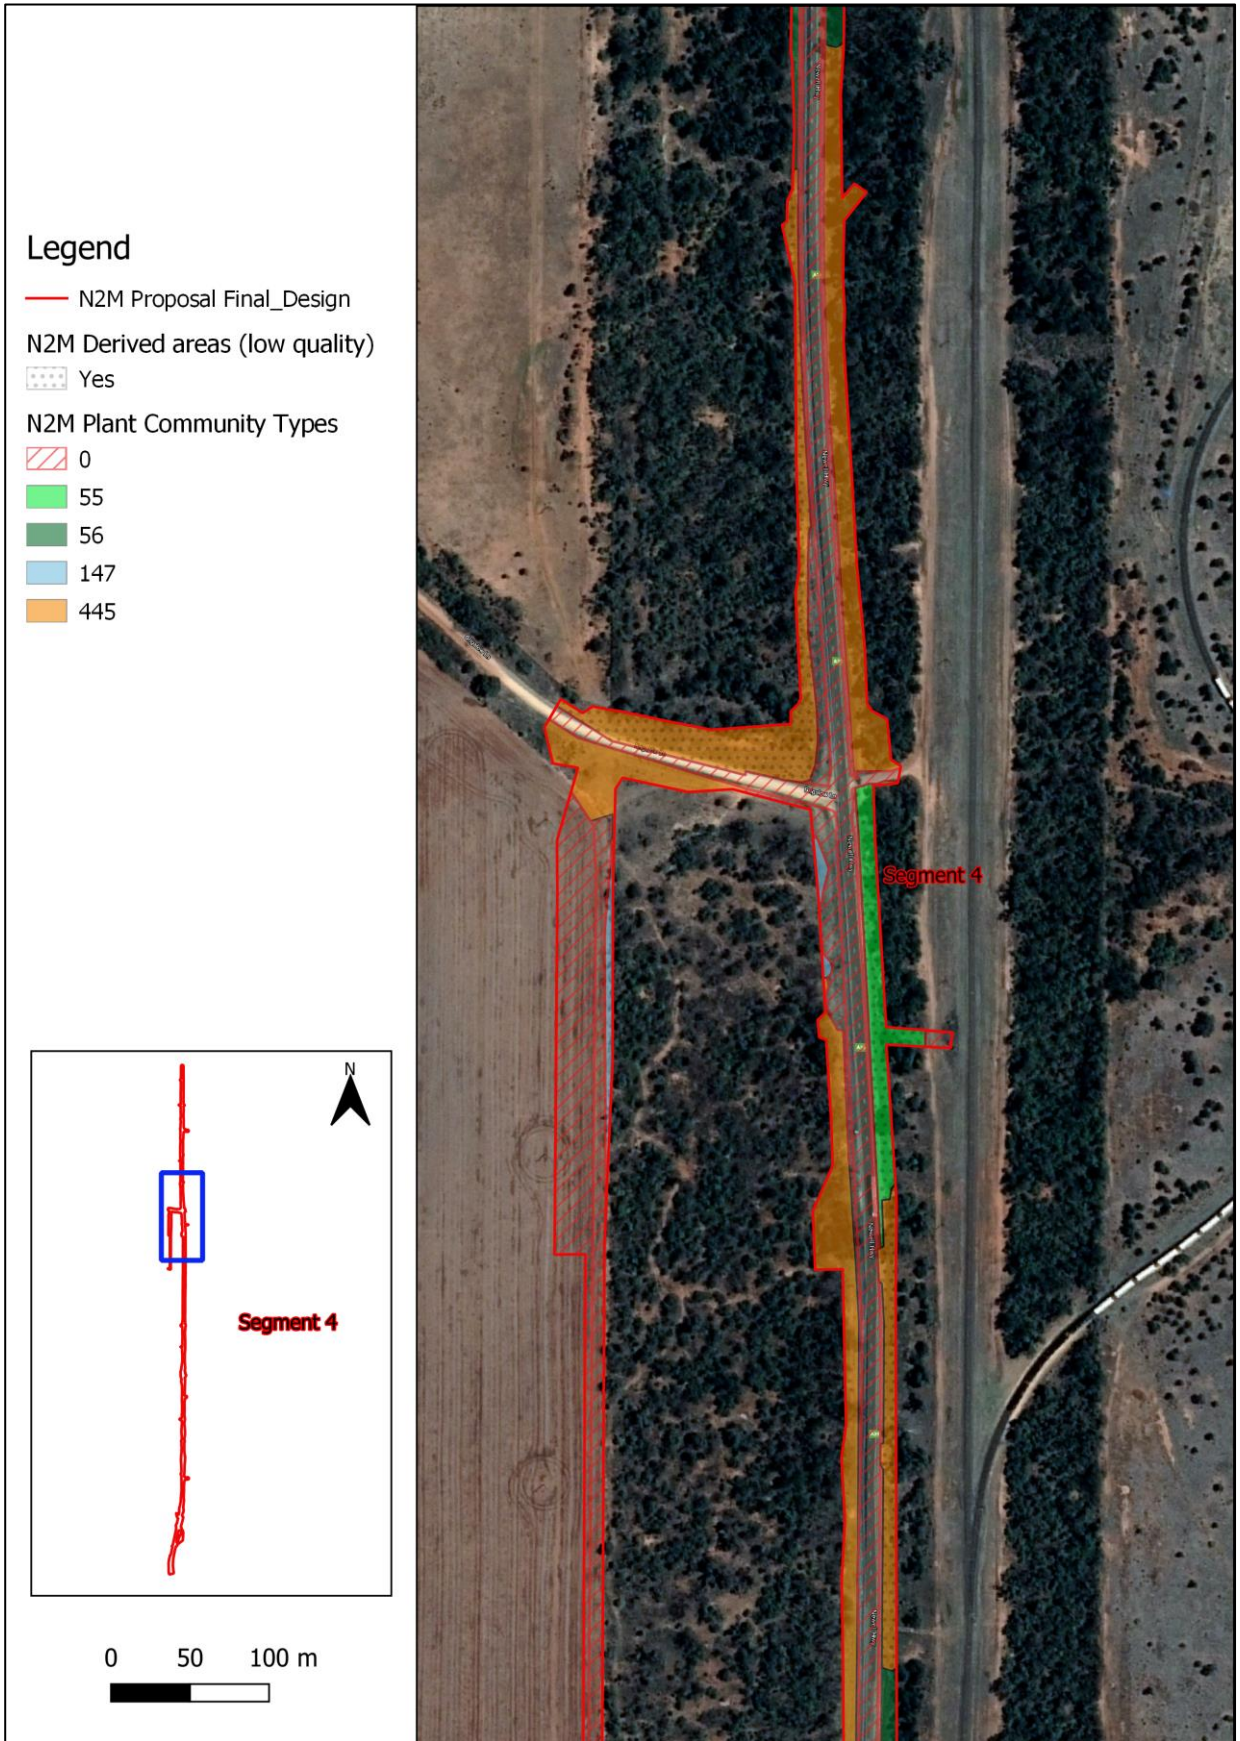 Legend
N2M Proposal Final_Design
N2M Derived areas (low quality)
Yes
N2M Plant Community Types
0
55
56
147
445
Segment 4
N
Segment 4
0 50 100 m